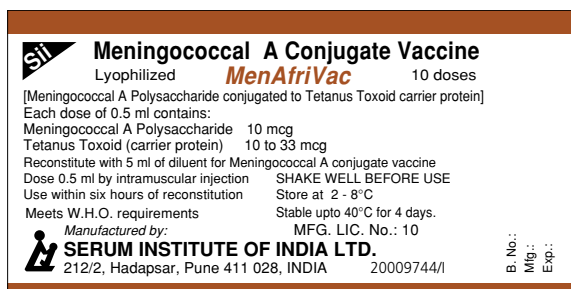 Sii
Meningococcal A Conjugate Vaccine
Lyophilized MenAfriVac 10 doses
[Meningococcal A Polysaccharide conjugated to Tetanus Toxoid carrier protein]
Each dose of 0.5 ml contains:
Meningococcal A Polysaccharide 10 mcg
Tetanus Toxoid (carrier protein) 10 to 33 mcg
Reconstitute with 5 ml of diluent for Meningococcal A conjugate vaccine
Dose 0.5 ml by intramuscular injection SHAKE WELL BEFORE USE
Use within six hours of reconstitution Store at 2 - 8°C
Meets W.H.O. requirements Stable upto 40°C for 4 days.
Manufactured by: MFG. LIC. No.: 10
SERUM INSTITUTE OF INDIA LTD.
212/2, Hadapsar, Pune 411 028, INDIA 20009744/I
B. No.:
Mfg.:
Exp.: